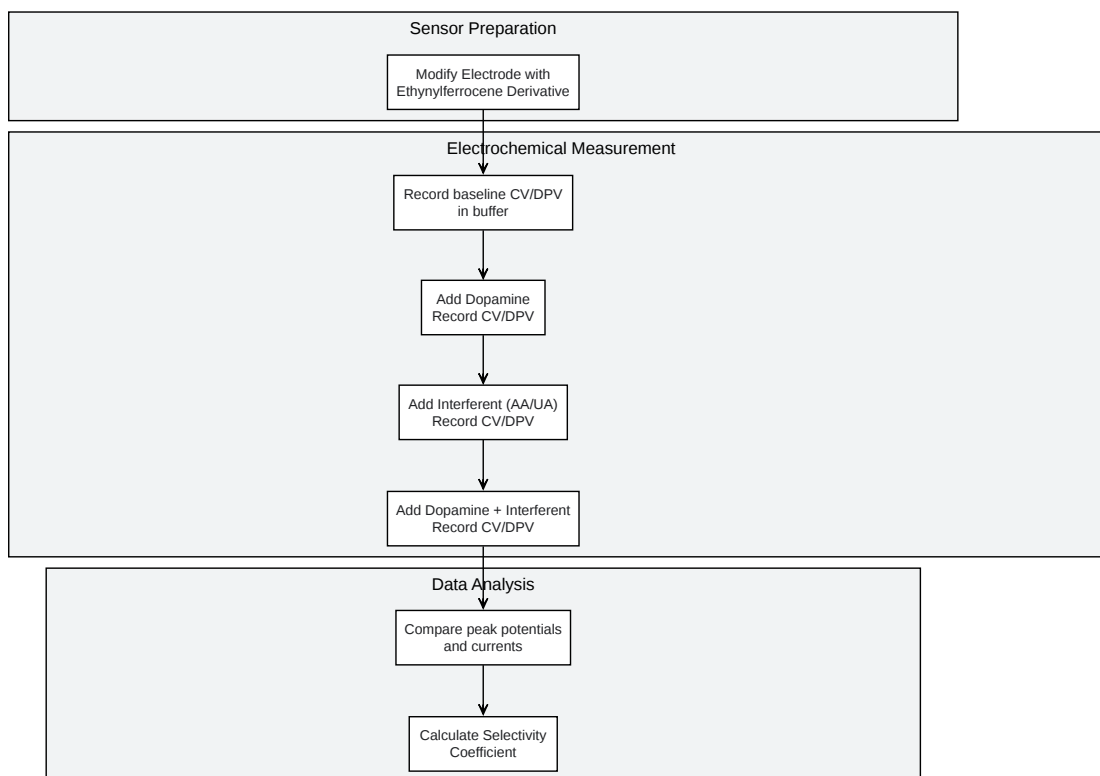 Sensor Preparation
Modify Electrode with
Ethynylferrocene Derivative
Electrochemical Measurement
Record baseline CV/DPV
in buffer
Add Dopamine
Record CV/DPV
Add Interferent (AA/UA)
Record CV/DPV
Add Dopamine + Interferent
Record CV/DPV
Data Analysis
Compare peak potentials
and currents
Calculate Selectivity
Coefficient